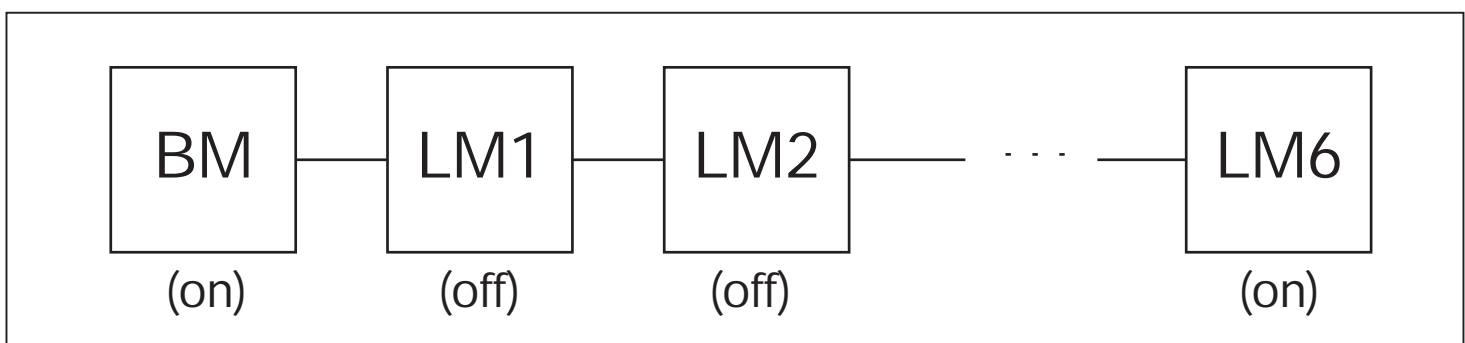 BM LM1 LM2 . . . LM6
(on) (off) (off) (on)